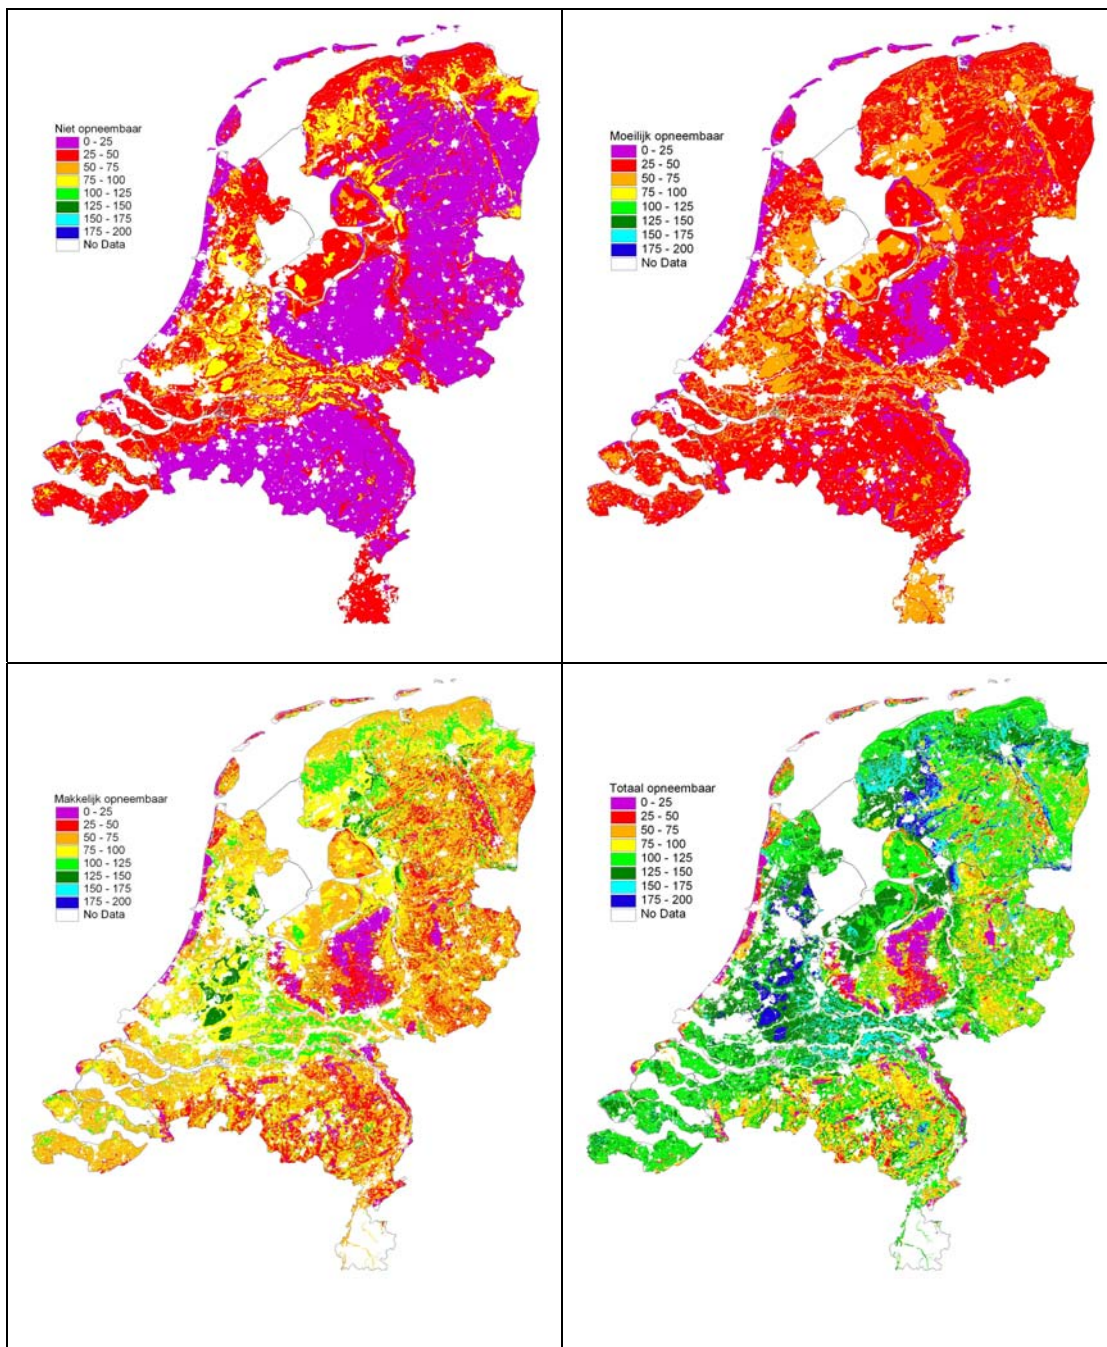 Niet opneembaar
0 - 25
25 - 50
50 - 75
75 - 100
100 - 125
125 - 150
150 - 175
175 - 200
No Data
Moeilijk opneembaar
0 - 25
25 - 50
50 - 75
75 - 100
100 - 125
125 - 150
150 - 175
175 - 200
No Data
Makkelijk opneembaar
0 - 25
25 - 50
50 - 75
75 - 100
100 - 125
125 - 150
150 - 175
175 - 200
No Data
Totaal opneembaar
0 - 25
25 - 50
50 - 75
75 - 100
100 - 125
125 - 150
150 - 175
175 - 200
No Data